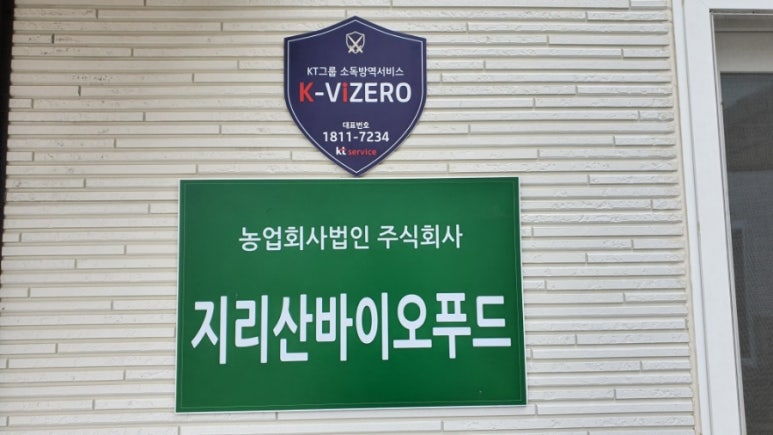 KT그룹 소독방역서비스
K-ViZERO
대표번호
1811-7234
kt service
농업회사법인 주식회사
지리산바이오푸드